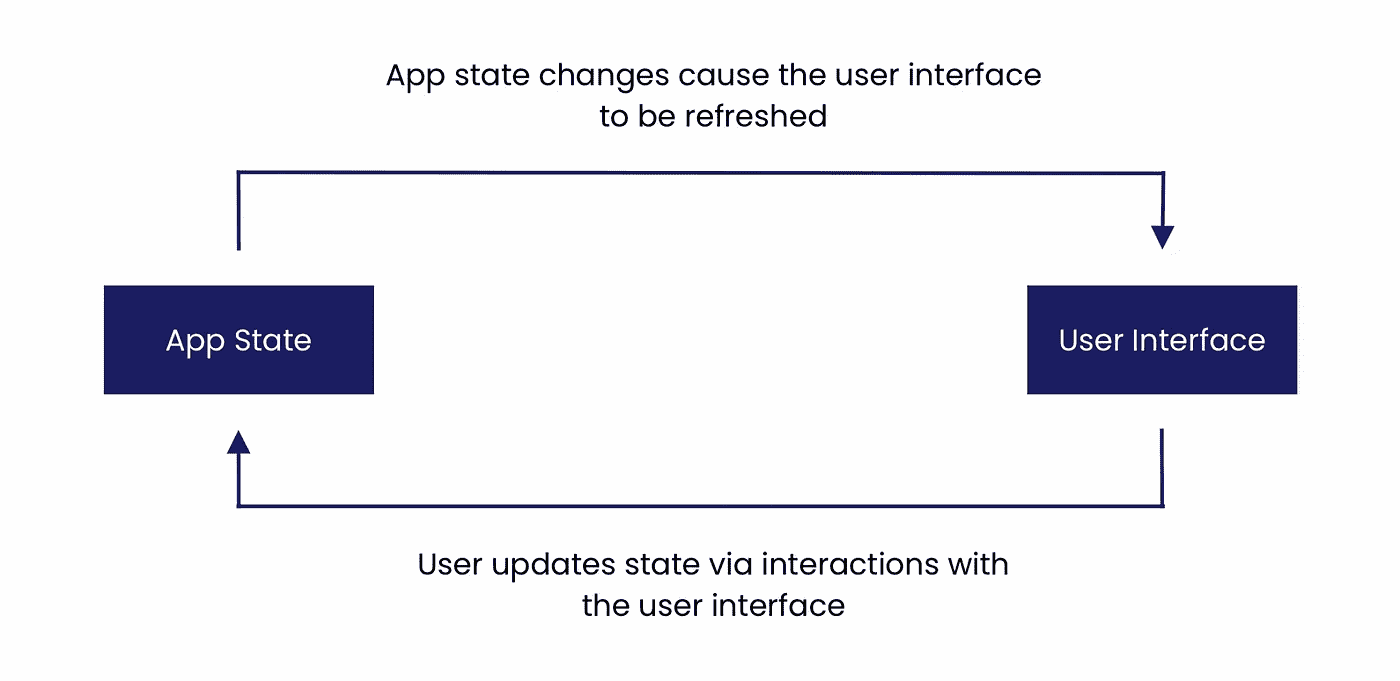 App state changes cause the user interface
to be refreshed
App State
User Interface
User updates state via interactions with
the user interface